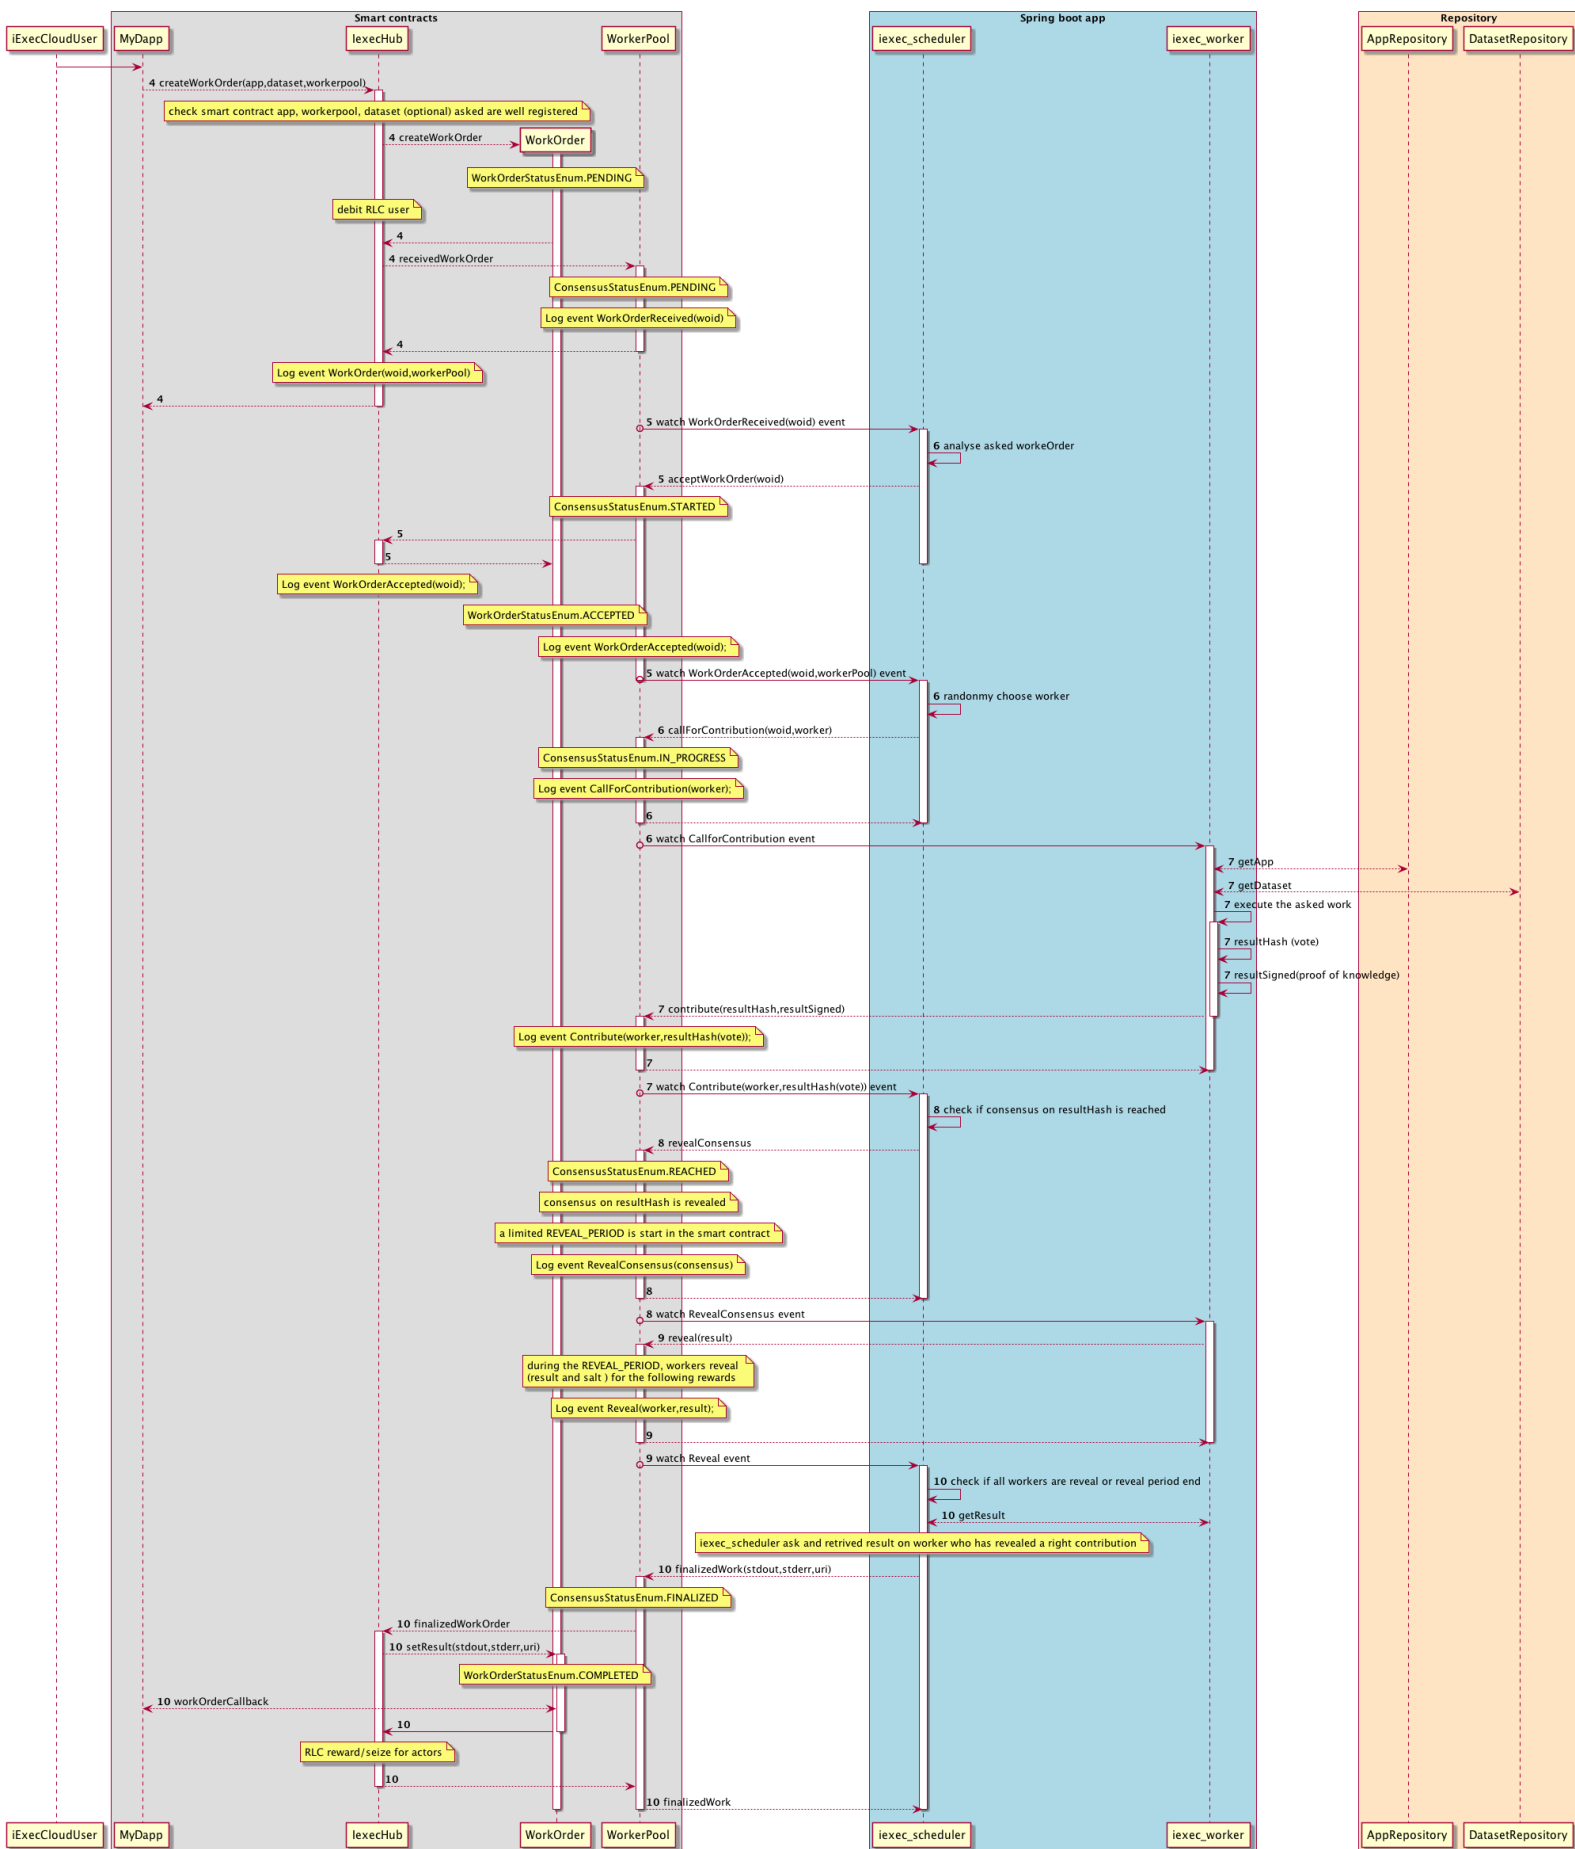 Smart contracts
Spring boot app
Repository
iExecCloudUser
MyDapp
IexecHub
WorkerPool
iexec_scheduler
iexec_worker
AppRepository
DatasetRepository
4 createWorkOrder(app,dataset,workerpool)
check smart contract app, workerpool, dataset (optional) asked are well registered
4 createWorkOrder
WorkOrder
WorkOrderStatusEnum.PENDING
debit RLC user
4
4 receivedWorkOrder
ConsensusStatusEnum.PENDING
Log event WorkOrderReceived(woid)
4
Log event WorkOrder(woid,workerPool)
4
5 watch WorkOrderReceived(woid) event
6 analyse asked workeOrder
5 acceptWorkOrder(woid)
ConsensusStatusEnum.STARTED
5
5
Log event WorkOrderAccepted(woid);
WorkOrderStatusEnum.ACCEPTED
Log event WorkOrderAccepted(woid);
5 watch WorkOrderAccepted(woid,workerPool) event
6 randonmy choose worker
6 callForContribution(woid,worker)
ConsensusStatusEnum.IN_PROGRESS
Log event CallForContribution(worker);
6
6 watch CallforContribution event
7 getApp
7 getDataset
7 execute the asked work
7 resultHash (vote)
7 resultSigned(proof of knowledge)
7 contribute(resultHash,resultSigned)
Log event Contribute(worker,resultHash(vote));
7
7 watch Contribute(worker,resultHash(vote)) event
8 check if consensus on resultHash is reached
8 revealConsensus
ConsensusStatusEnum.REACHED
consensus on resultHash is revealed
a limited REVEAL_PERIOD is start in the smart contract
Log event RevealConsensus(consensus)
8
8 watch RevealConsensus event
9 reveal(result)
during the REVEAL_PERIOD, workers reveal
(result and salt ) for the following rewards
Log event Reveal(worker,result);
9
9 watch Reveal event
10 check if all workers are reveal or reveal period end
10 getResult
iexec_scheduler ask and retrived result on worker who has revealed a right contribution
10 finalizedWork(stdout,stderr,uri)
ConsensusStatusEnum.FINALIZED
10 finalizedWorkOrder
10 setResult(stdout,stderr,uri)
WorkOrderStatusEnum.COMPLETED
10 workOrderCallback
10
RLC reward/seize for actors
10
10 finalizedWork
iExecCloudUser
MyDapp
IexecHub
WorkOrder
WorkerPool
iexec_scheduler
iexec_worker
AppRepository
DatasetRepository